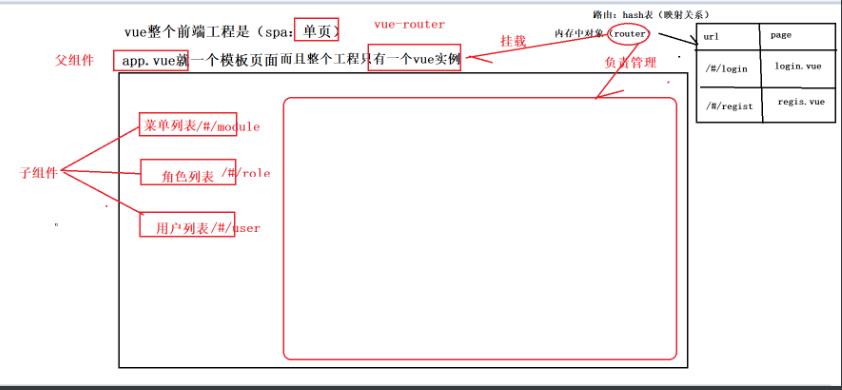 路由：hash表（映射关系）
vue整个前端工程是（spa：单页）
vue-router
内存中对象（router）
挂载
父组件
app.vue就一个模板页面而且整个工程只有一个vue实例
负责管理
url page
/#/login login.vue
/#/regist regis.vue
菜单列表/#/module
子组件
角色列表 /#/role
用户列表/#/user